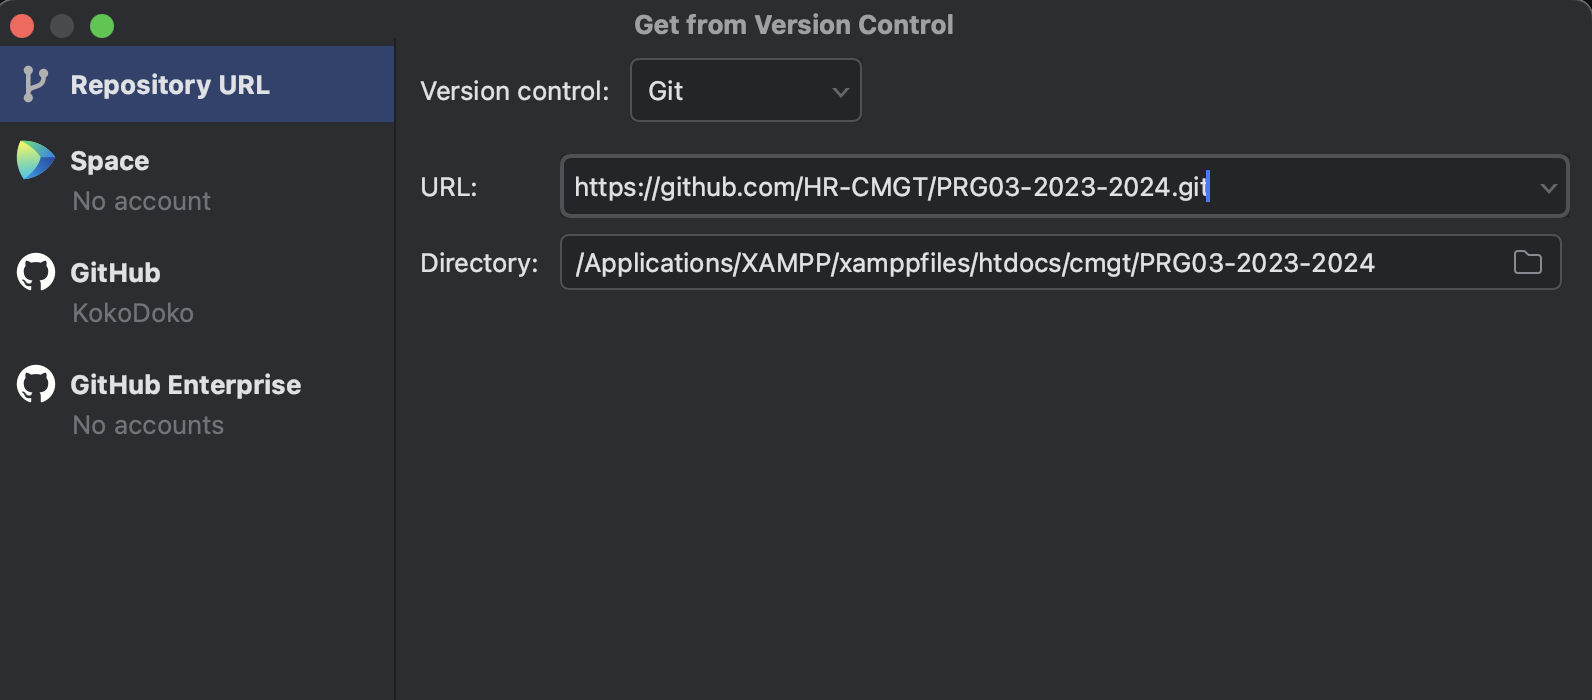 Get from Version Control
Repository URL
Space
No account
GitHub
KokoDoko
GitHub Enterprise
No accounts
Version control: Git
URL: https://github.com/HR-CMGT/PRG03-2023-2024.git
Directory: /Applications/XAMPP/xamppfiles/htdocs/cmgt/PRG03-2023-2024